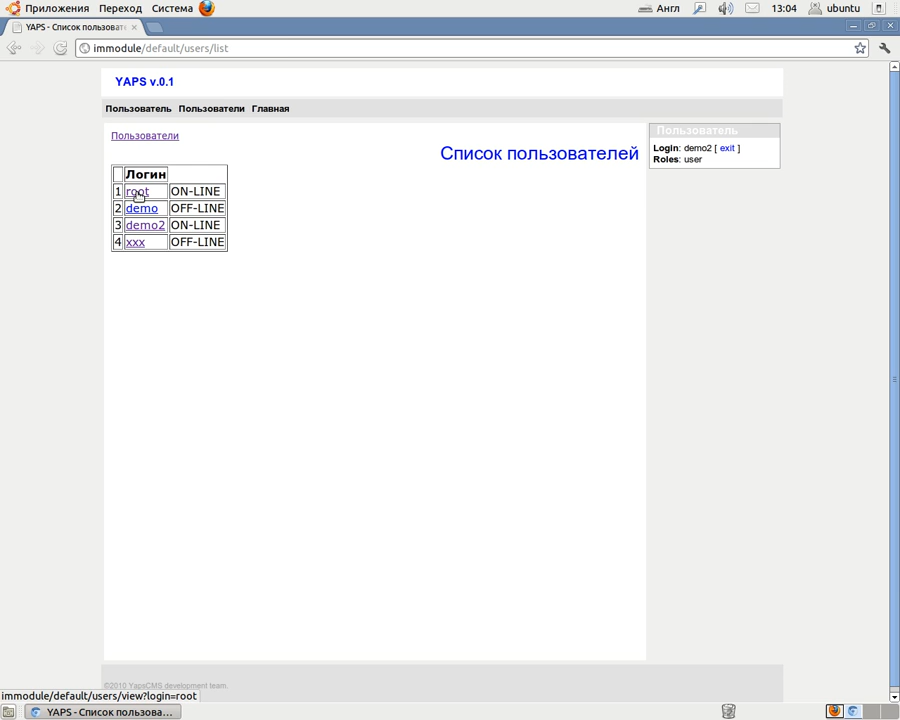 Приложения Переход Система Англ 13:04 ubuntu
YAPS - Список пользоват
immodule/default/users/list
YAPS v.0.1
Пользователь Пользователи Главная
Пользователи
Список пользователей
Логин
1 root ON-LINE
2 demo OFF-LINE
3 demo2 ON-LINE
4 xxx OFF-LINE
Пользователь
Login: demo2 [ exit ]
Roles: user
©2010 YapsCMS development team.
immodule/default/users/view?login=root
YAPS - Список пользова...